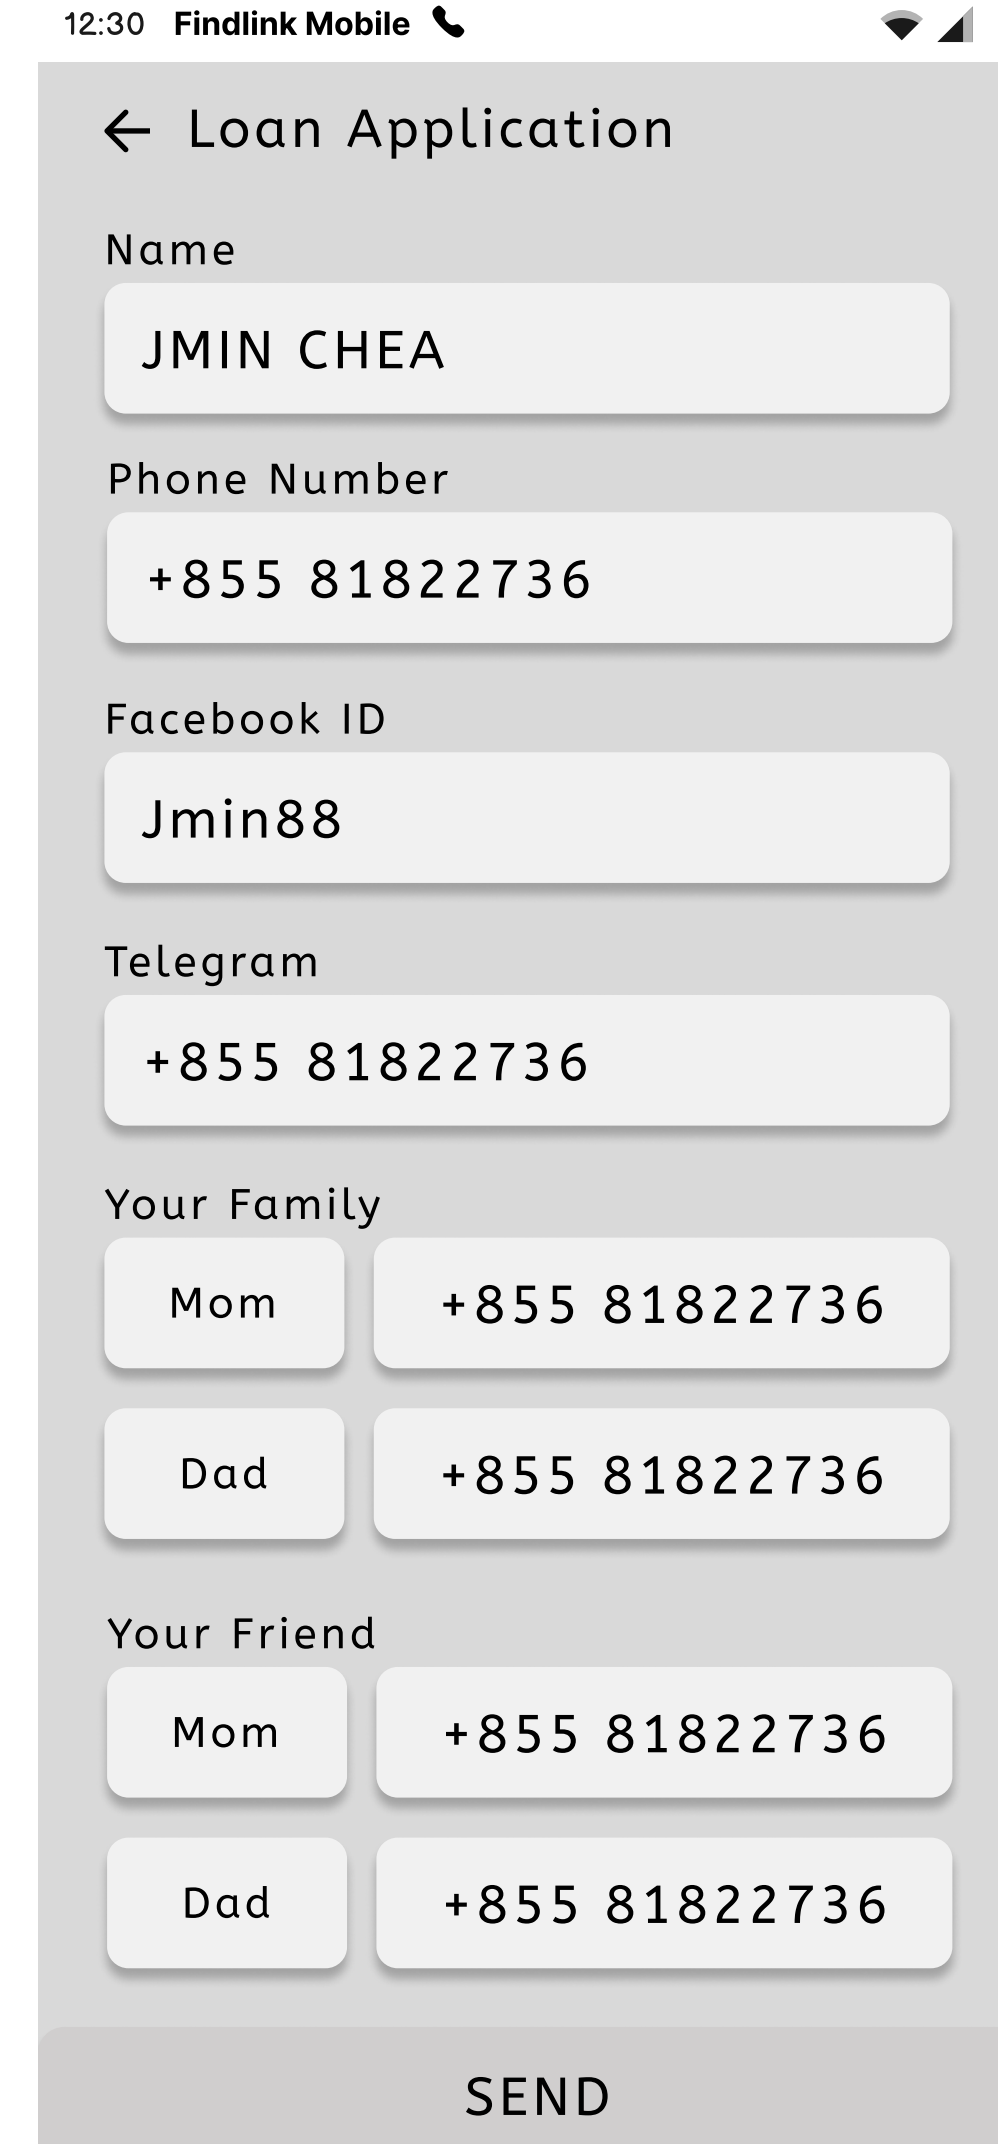 12:30 Findlink Mobile
Loan Application
Name
JMIN CHEA
Phone Number
+855 81822736
Facebook ID
Jmin88
Telegram
+855 81822736
Your Family
Mom +855 81822736
Dad +855 81822736
Your Friend
Mom +855 81822736
Dad +855 81822736
SEND